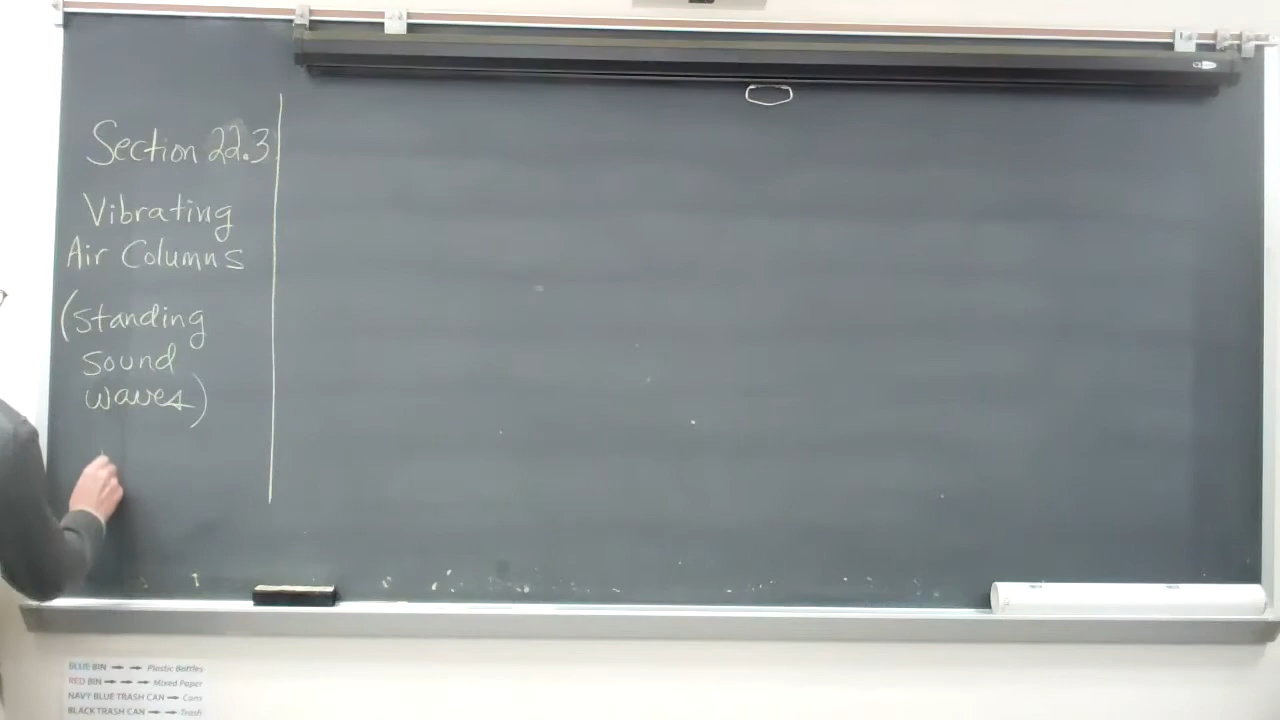 Section 22.3
Vibrating
Air Columns
(standing
sound
waves)
BLUE BIN → → Plastic Bottles
RED BIN → → → Mixed Paper
NAVY BLUE TRASH CAN → Cans
BLACK TRASH CAN → → Trash